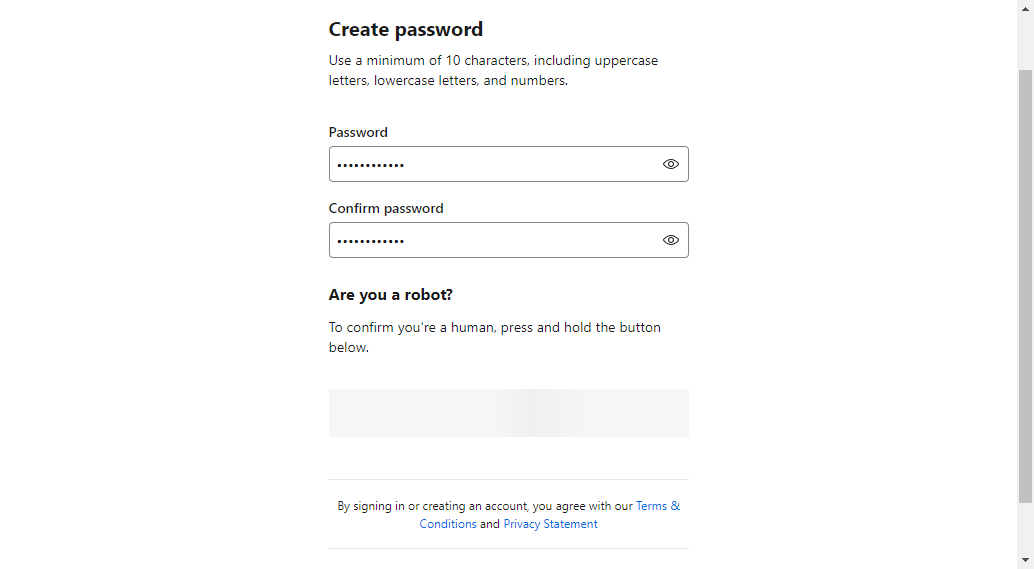 Create password
Use a minimum of 10 characters, including uppercase
letters, lowercase letters, and numbers.
Password
••••••••••••
Confirm password
••••••••••••
Are you a robot?
To confirm you're a human, press and hold the button
below.
By signing in or creating an account, you agree with our Terms &
Conditions and Privacy Statement